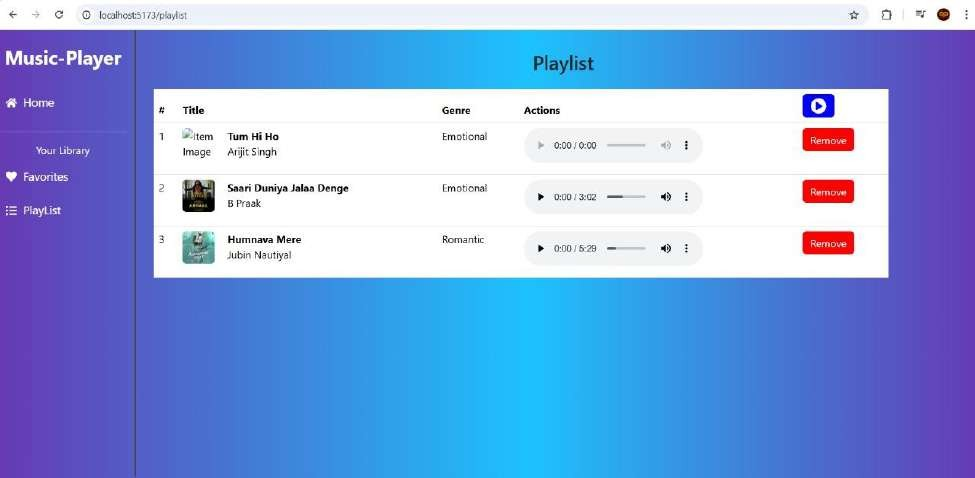 localhost:5173/playlist
Music-Player
Home
Your Library
Favorites
PlayList
Playlist
# Title Genre Actions
1 Item Image Tum Hi Ho Emotional 0:00 / 0:00 Remove
Arijit Singh
2 Saari Duniya Jalaa Denge Emotional 0:00 / 3:02 Remove
B Praak
3 Humnava Mere Romantic 0:00 / 5:29 Remove
Jubin Nautiyal